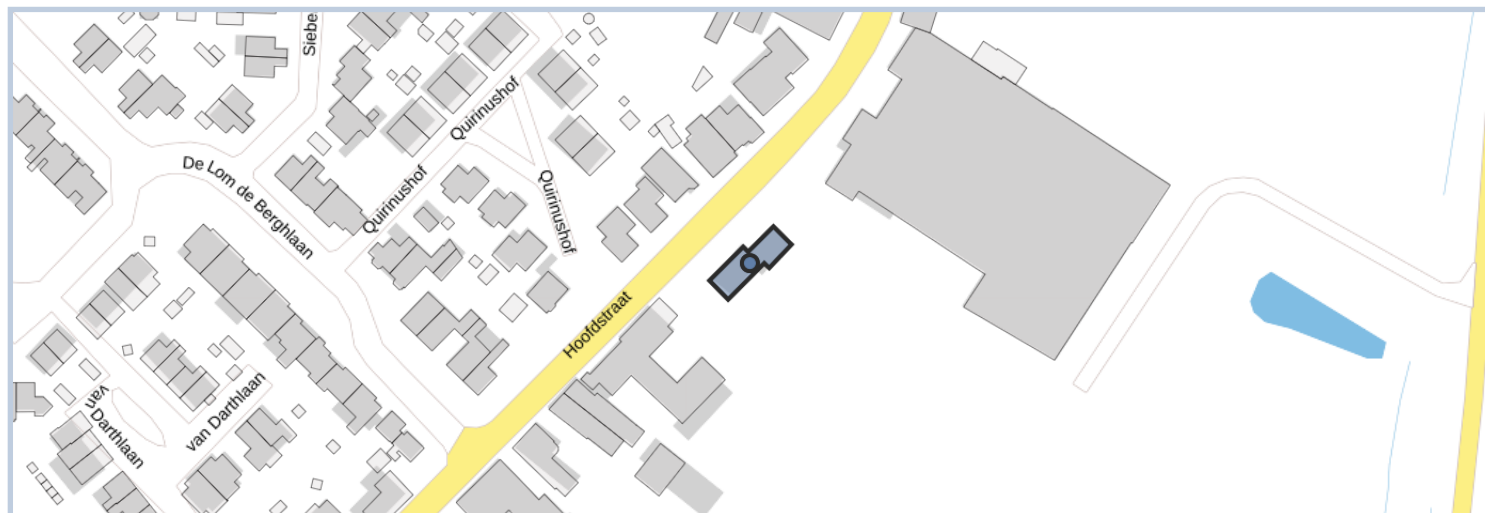 Siebe
Quirinushof
De Lom de Berghlaan
Quirinushof
Quirinushof
Hoofdstraat
van Darthlaan
van Darthlaan